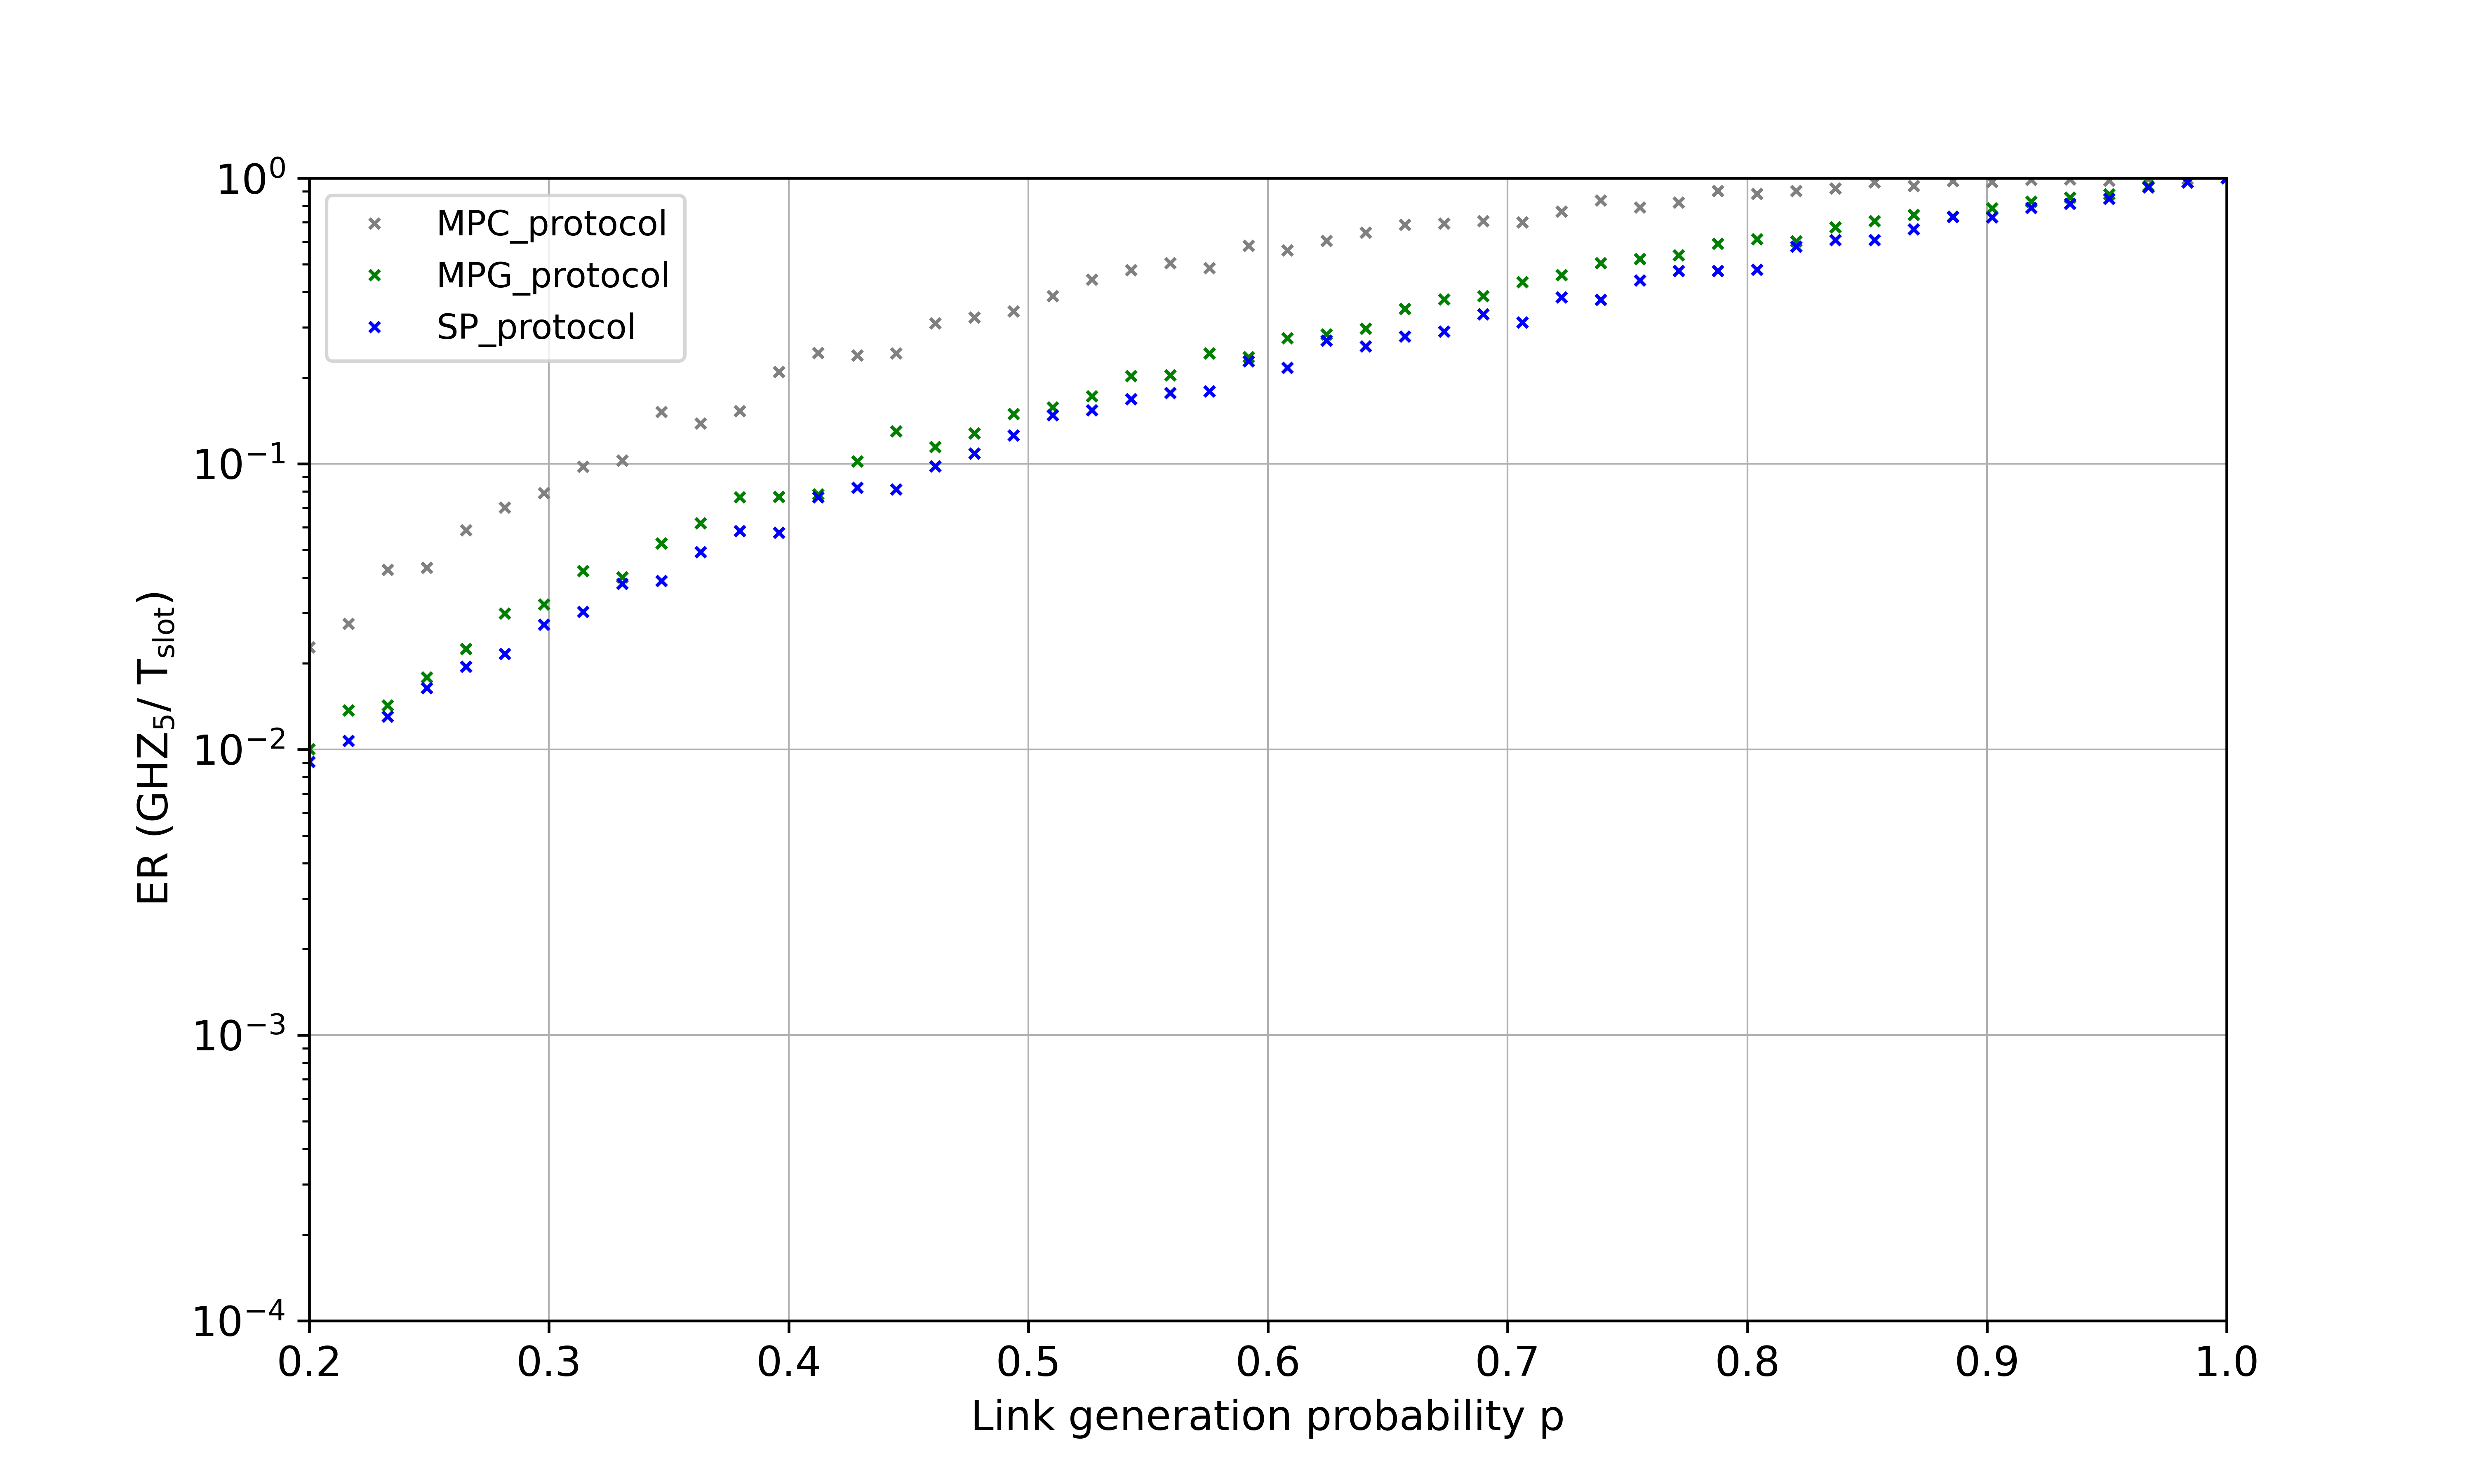 MPC_protocol
MPG_protocol
SP_protocol
10⁰
10⁻¹
10⁻²
10⁻³
10⁻⁴
ER (GHZ₅/ Tₛₗₒₜ)
0.2 0.3 0.4 0.5 0.6 0.7 0.8 0.9 1.0
Link generation probability p